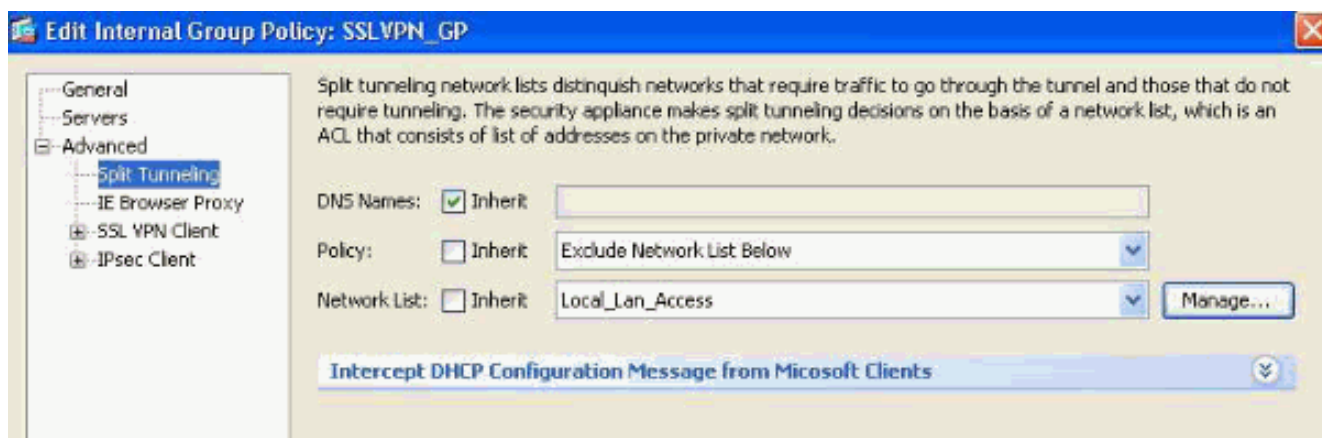 Edit Internal Group Policy: SSLVPN_GP
General
Servers
Advanced
Split Tunneling
IE Browser Proxy
SSL VPN Client
IPsec Client
Split tunneling network lists distinguish networks that require traffic to go through the tunnel and those that do not
require tunneling. The security appliance makes split tunneling decisions on the basis of a network list, which is an
ACL that consists of list of addresses on the private network.
DNS Names: Inherit
Policy: Inherit Exclude Network List Below
Network List: Inherit Local_Lan_Access Manage...
Intercept DHCP Configuration Message from Micosoft Clients